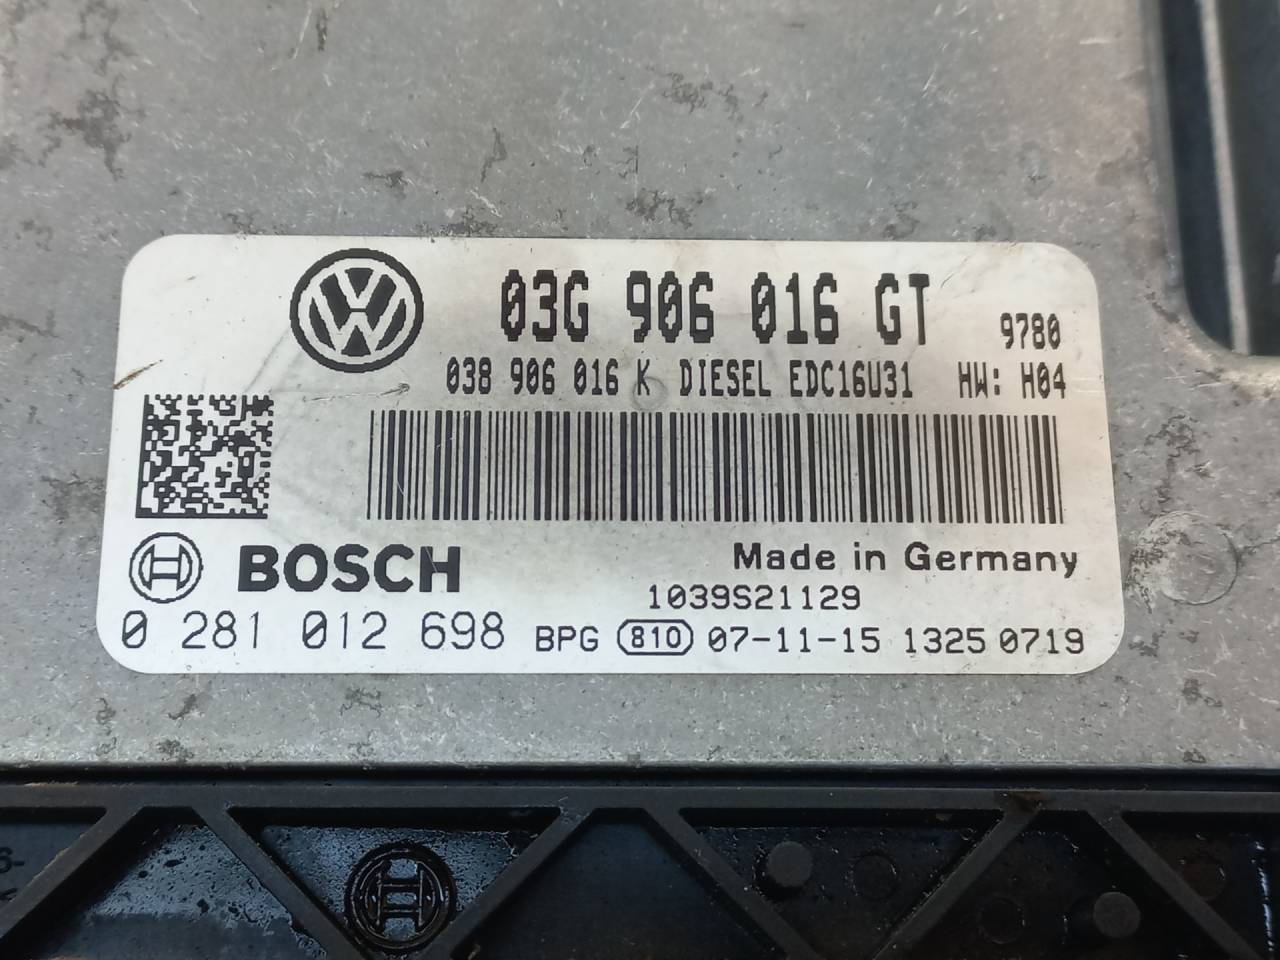 03G 906 016 GT 9780
038 906 016 K DIESEL EDC16U31 HW: H04
BOSCH
Made in Germany
1039S21129
0 281 012 698 BPG 810 07-11-15 1325 0719